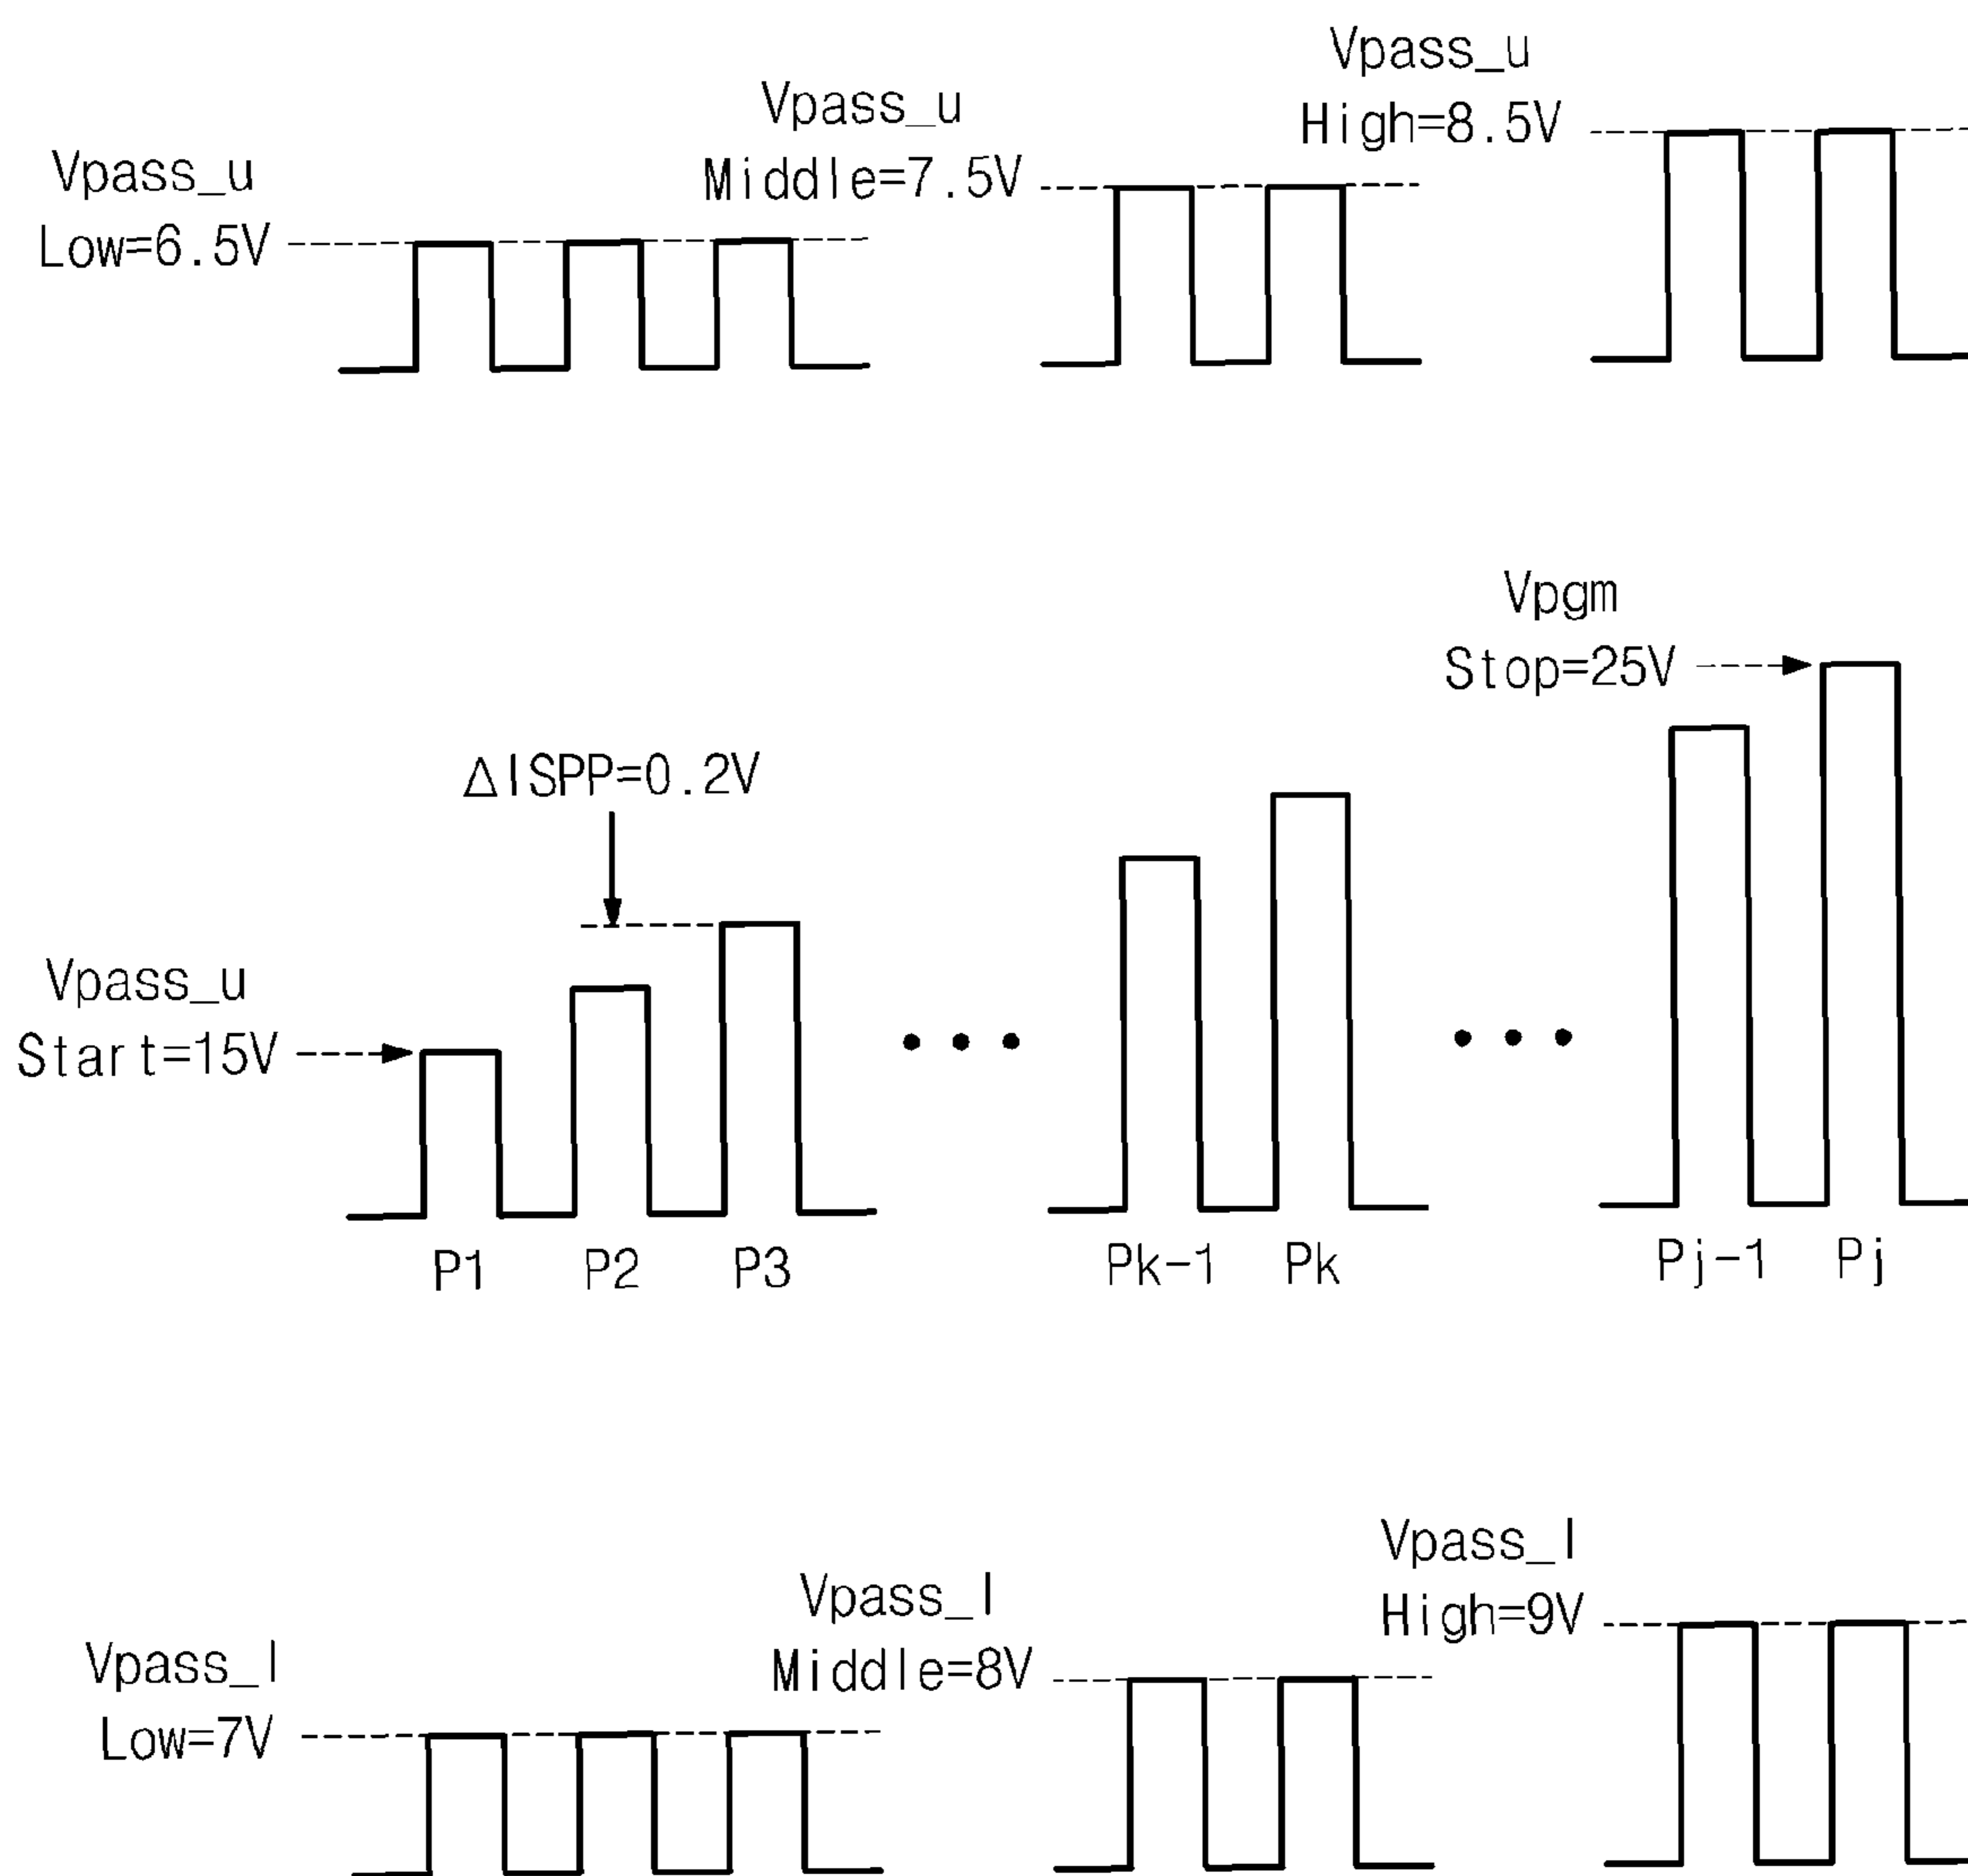 Vpass_u
High=8.5V
Vpass_u
Middle=7.5V
Vpass_u
Low=6.5V
Vpgm
Stop=25V
ΔISPP=0.2V
Vpass_u
Start=15V
P1 P2 P3 Pk-1 Pk Pj-1 Pj
Vpass_l
High=9V
Vpass_l
Middle=8V
Vpass_l
Low=7V